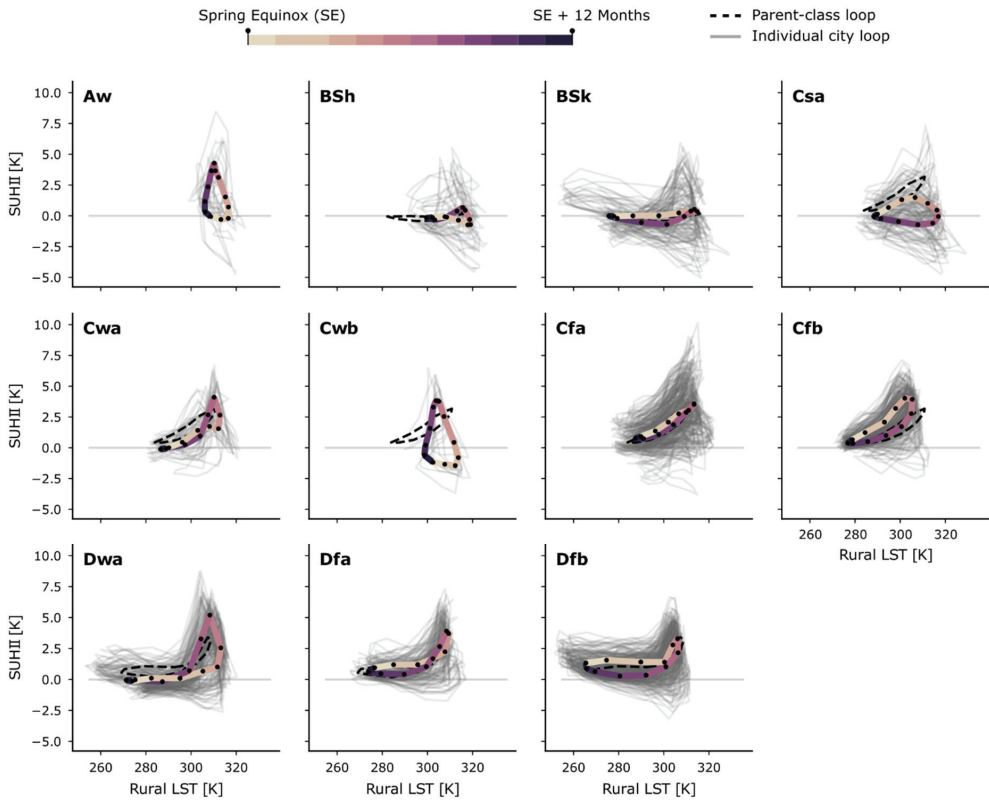 Spring Equinox (SE) SE + 12 Months
Parent-class loop
Individual city loop
Aw BSh BSk Csa
SUHII [K]
10.0
7.5
5.0
2.5
0.0
−2.5
−5.0
Cwa Cwb Cfa Cfb
SUHII [K]
10.0
7.5
5.0
2.5
0.0
−2.5
−5.0
260 280 300 320
Rural LST [K]
Dwa Dfa Dfb
SUHII [K]
10.0
7.5
5.0
2.5
0.0
−2.5
−5.0
260 280 300 320 260 280 300 320 260 280 300 320
Rural LST [K] Rural LST [K] Rural LST [K]